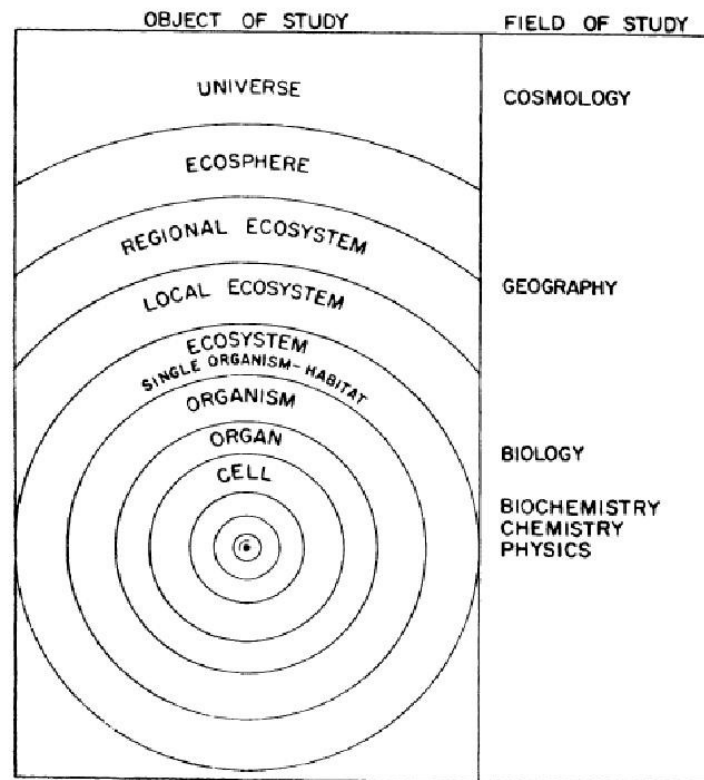 OBJECT OF STUDY
FIELD OF STUDY
UNIVERSE
COSMOLOGY
ECOSPHERE
REGIONAL ECOSYSTEM
LOCAL ECOSYSTEM
GEOGRAPHY
ECOSYSTEM
SINGLE ORGANISM-HABITAT
ORGANISM
ORGAN
BIOLOGY
CELL
BIOCHEMISTRY
CHEMISTRY
PHYSICS